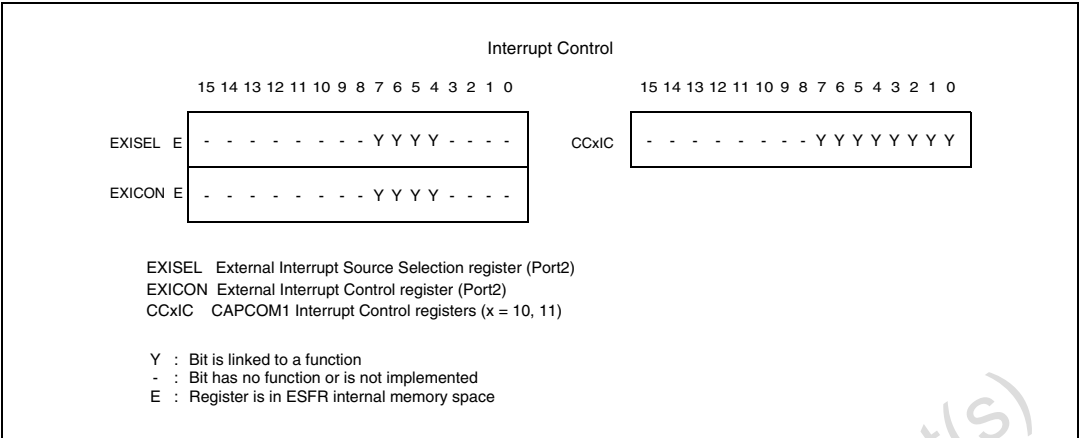 Interrupt Control
15 14 13 12 11 10 9 8 7 6 5 4 3 2 1 0
EXISEL E - - - - - - - - Y Y Y Y - - - -
EXICON E - - - - - - - - Y Y Y Y - - - -
15 14 13 12 11 10 9 8 7 6 5 4 3 2 1 0
CCxIC - - - - - - - - Y Y Y Y Y Y Y Y
EXISEL External Interrupt Source Selection register (Port2)
EXICON External Interrupt Control register (Port2)
CCxIC CAPCOM1 Interrupt Control registers (x = 10, 11)
Y : Bit is linked to a function
- : Bit has no function or is not implemented
E : Register is in ESFR internal memory space
t(s)